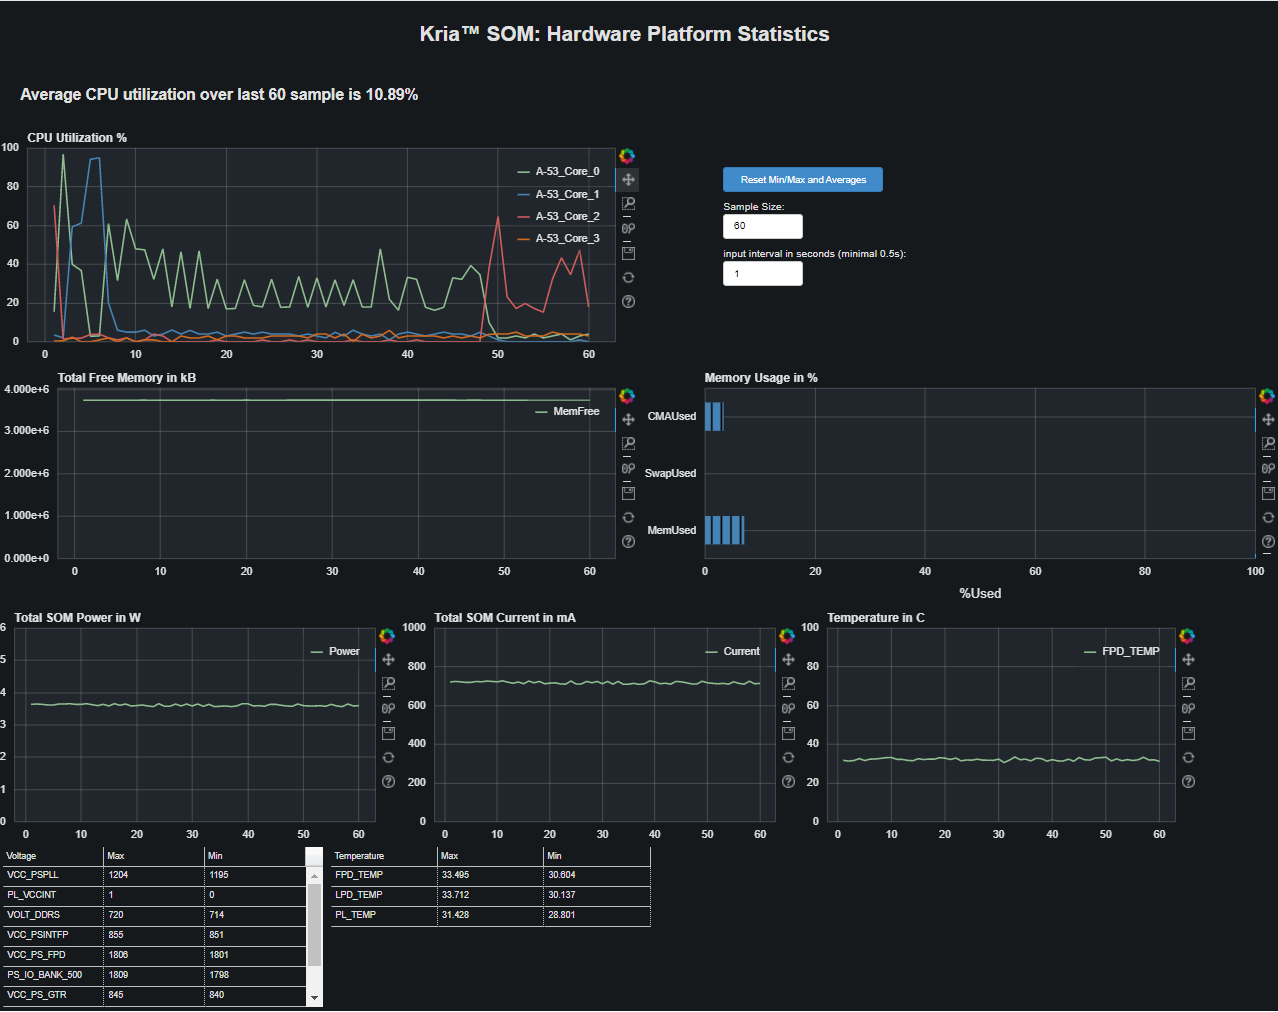 Kria™ SOM: Hardware Platform Statistics
Average CPU utilization over last 60 sample is 10.89%
CPU Utilization %
100
80
60
40
20
0
0 10 20 30 40 50 60
A-53_Core_0
A-53_Core_1
A-53_Core_2
A-53_Core_3
Reset Min/Max and Averages
Sample Size:
60
input interval in seconds (minimal 0.5s):
1
Total Free Memory in kB
4.000e+6
3.000e+6
2.000e+6
1.000e+6
0.000e+0
0 10 20 30 40 50 60
MemFree
Memory Usage in %
CMAUsed
SwapUsed
MemUsed
0 20 40 60 80 100
%Used
Total SOM Power in W
6
5
4
3
2
1
0
0 10 20 30 40 50 60
Power
Total SOM Current in mA
1000
800
600
400
200
0
0 10 20 30 40 50 60
Current
Temperature in C
100
80
60
40
20
0
0 10 20 30 40 50 60
FPD_TEMP
Voltage Max Min
VCC_PSPLL 1204 1195
PL_VCCINT 1 0
VOLT_DDRS 720 714
VCC_PSINTFP 855 851
VCC_PS_FPD 1806 1801
PS_IO_BANK_500 1809 1798
VCC_PS_GTR 845 840
Temperature Max Min
FPD_TEMP 33.495 30.604
LPD_TEMP 33.712 30.137
PL_TEMP 31.428 28.801